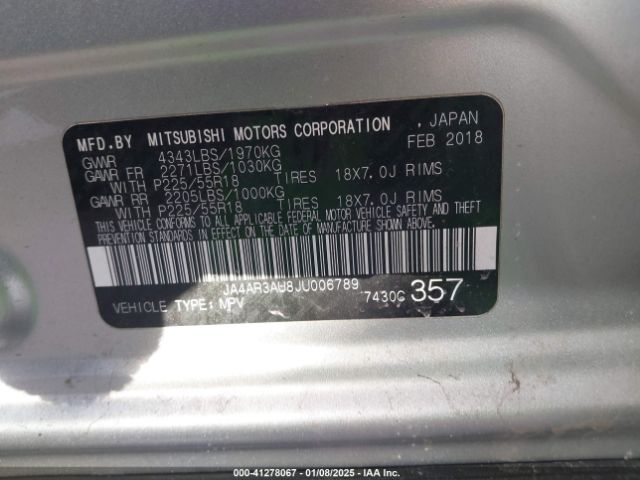 MFD.BY MITSUBISHI MOTORS CORPORATION , JAPAN
GVWR 4343LBS/1970KG FEB 2018
GAWR FR 2271LBS/1030KG
WITH P225/55R18 TIRES 18X7.0J RIMS
GAWR RR 2205LBS/1000KG
WITH P225/55R18 TIRES 18X7.0J RIMS
THIS VEHICLE CONFORMS TO ALL APPLICABLE FEDERAL MOTOR VEHICLE SAFETY AND THEFT
PREVENTION STANDARDS IN EFFECT ON THE DATE OF MANUFACTURE SHOWN ABOVE.
JA4AR3AU8JU006789
VEHICLE TYPE: MPV 7430C 357
000-41278067 - 01/08/2025 - IAA Inc.